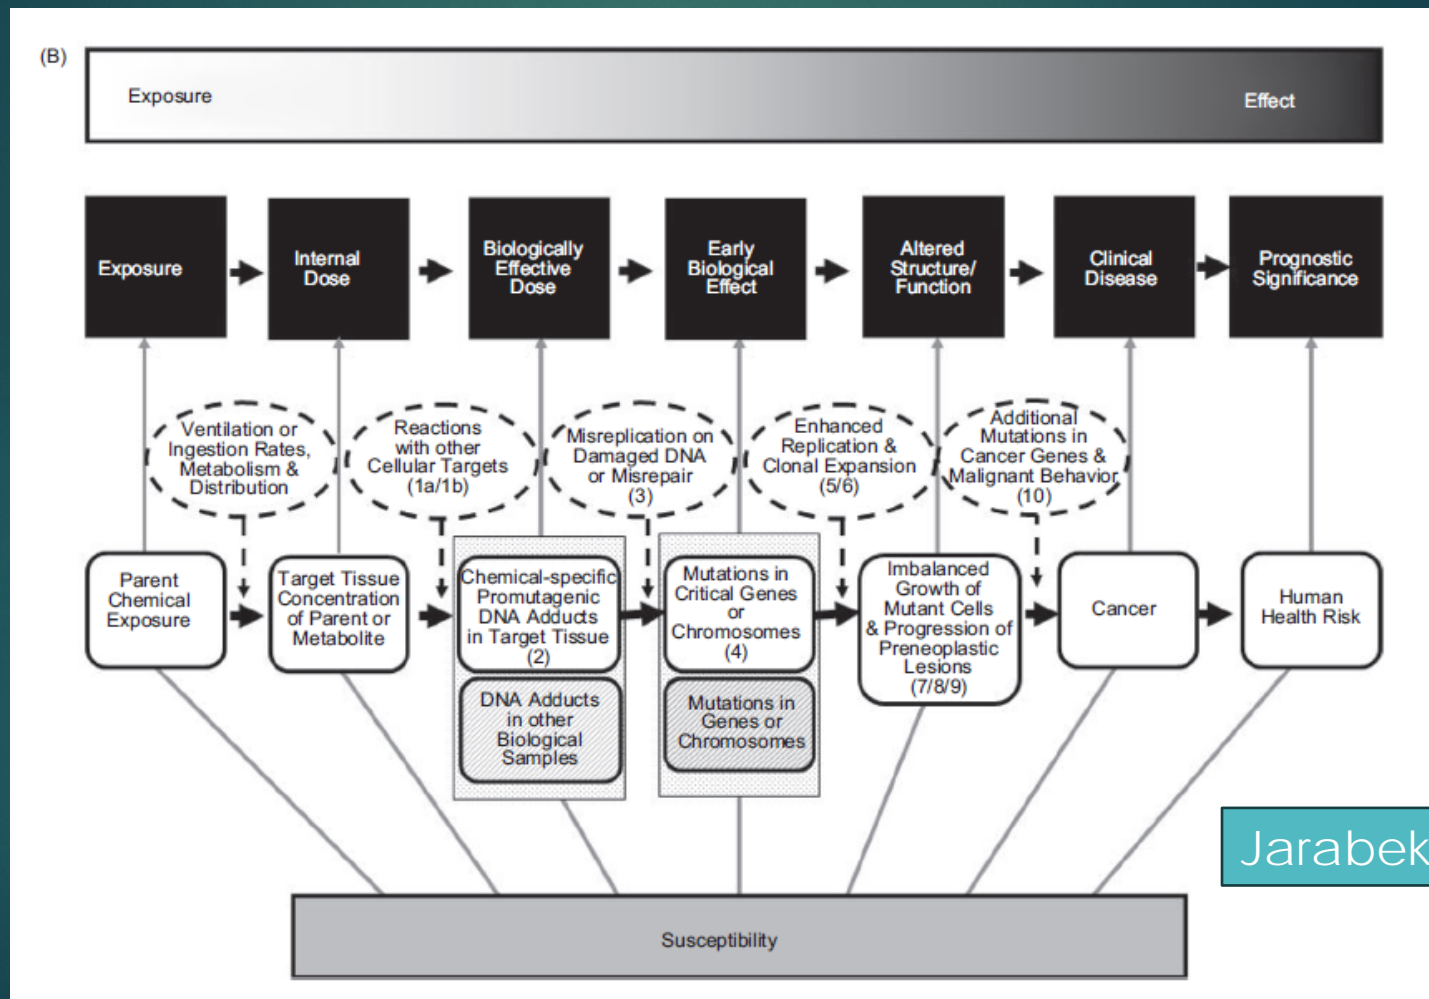 (B)
Exposure
Effect
Exposure
Internal
Dose
Biologically
Effective
Dose
Early
Biological
Effect
Altered
Structure/
Function
Clinical
Disease
Prognostic
Significance
Ventilation or
Ingestion Rates,
Metabolism &
Distribution
Reactions
with other
Cellular Targets
(1a/1b)
Misreplication on
Damaged DNA
or Misrepair
(3)
Enhanced
Replication &
Clonal Expansion
(5/6)
Additional
Mutations in
Cancer Genes &
Malignant Behavior
(10)
Parent
Chemical
Exposure
Target Tissue
Concentration
of Parent or
Metabolite
Chemical-specific
Promutagenic
DNA Adducts
in Target Tissue
(2)
Mutations in
Critical Genes
or
Chromosomes
(4)
Imbalanced
Growth of
Mutant Cells
& Progression of
Preneoplastic
Lesions
(7/8/9)
Cancer
Human
Health Risk
DNA Adducts
in other
Biological
Samples
Mutations in
Genes or
Chromosomes
Jarabek
Susceptibility